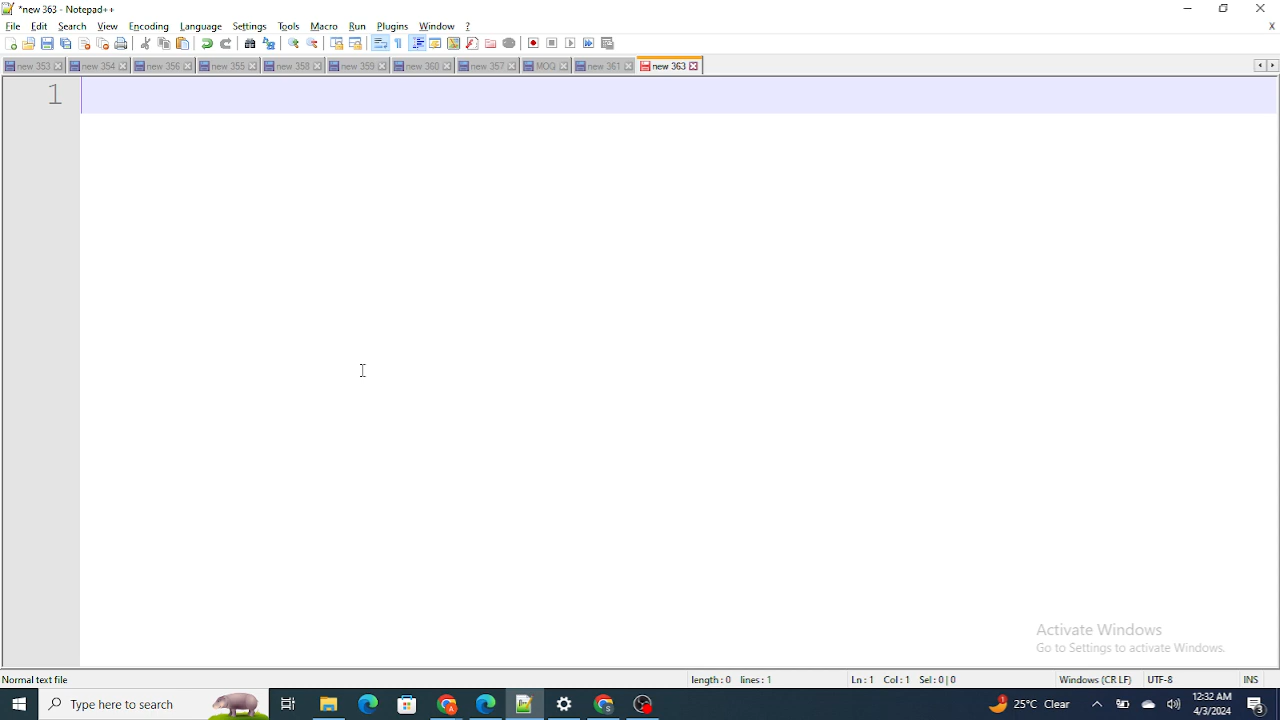 *new 363 - Notepad++
File Edit Search View Encoding Language Settings Tools Macro Run Plugins Window ?
new 353 new 354 new 356 new 355 new 358 new 359 new 360 new 357 MOQ new 361 new 363
1
Activate Windows
Go to Settings to activate Windows.
Normal text file length: 0 lines: 1 Ln: 1 Col: 1 Sel: 0 | 0 Windows (CR LF) UTF-8 INS
Type here to search 25°C Clear 12:32 AM
4/3/2024 3